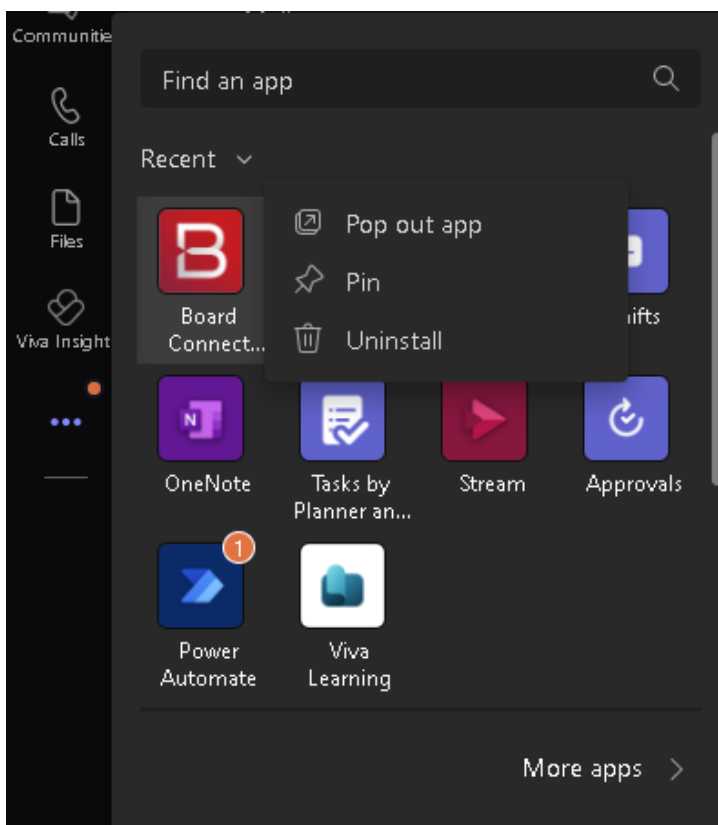 Communitie
Calls
Files
Viva Insight
Find an app
Recent
Pop out app
Pin
Uninstall
B
Board
Connect...
ifts
N
OneNote
Tasks by
Planner an...
Stream
Approvals
1
Power
Automate
Viva
Learning
More apps